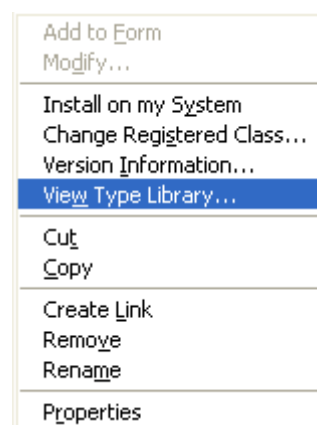 Add to Form
Modify...
Install on my System
Change Registered Class...
Version Information...
View Type Library...
Cut
Copy
Create Link
Remove
Rename
Properties